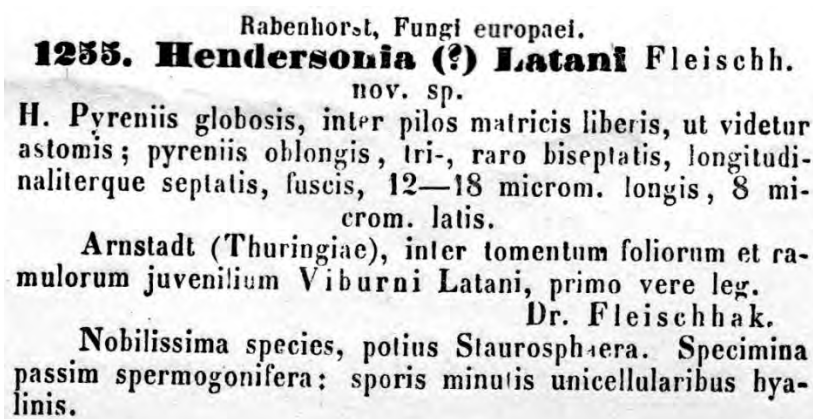 Rabenhorst, Fungi europaei.
1255. Hendersonia (?) Latani Fleischh.
nov. sp.
H. Pyreniis globosis, inter pilos matricis liberis, ut videtur
astomis; pyreniis oblongis, tri-, raro biseptatis, longitudi-
naliterque septatis, fuscis, 12—18 microm. longis, 8 mi-
crom. latis.
Arnstadt (Thuringiae), inter tomentum foliorum et ra-
mulorum juvenilium Viburni Latani, primo vere leg.
Dr. Fleischhak.
Nobilissima species, potius Staurosphaera. Specimina
passim spermogonifera: sporis minutis unicellularibus hya-
linis.